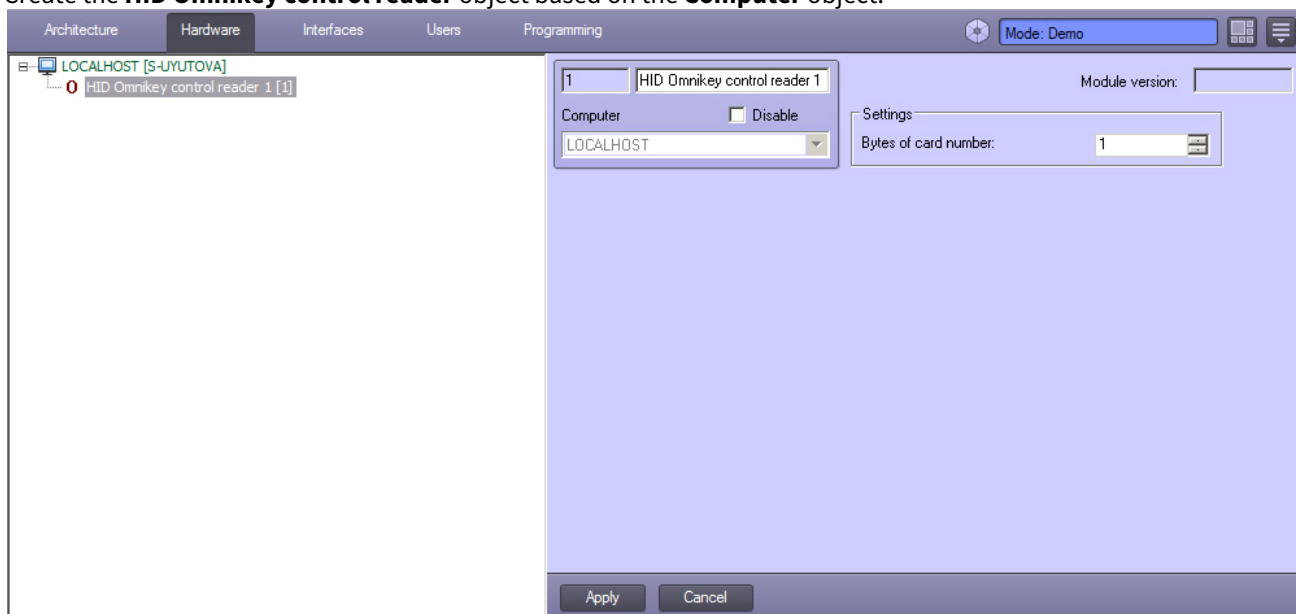 Create the HID Omnikey control reader object based on the Computer object.
Architecture Hardware Interfaces Users Programming Mode: Demo
LOCALHOST [S-UYUTOVA]
HID Omnikey control reader 1 [1]
1 HID Omnikey control reader 1 Module version:
Computer Disable Settings
LOCALHOST Bytes of card number: 1
Apply Cancel